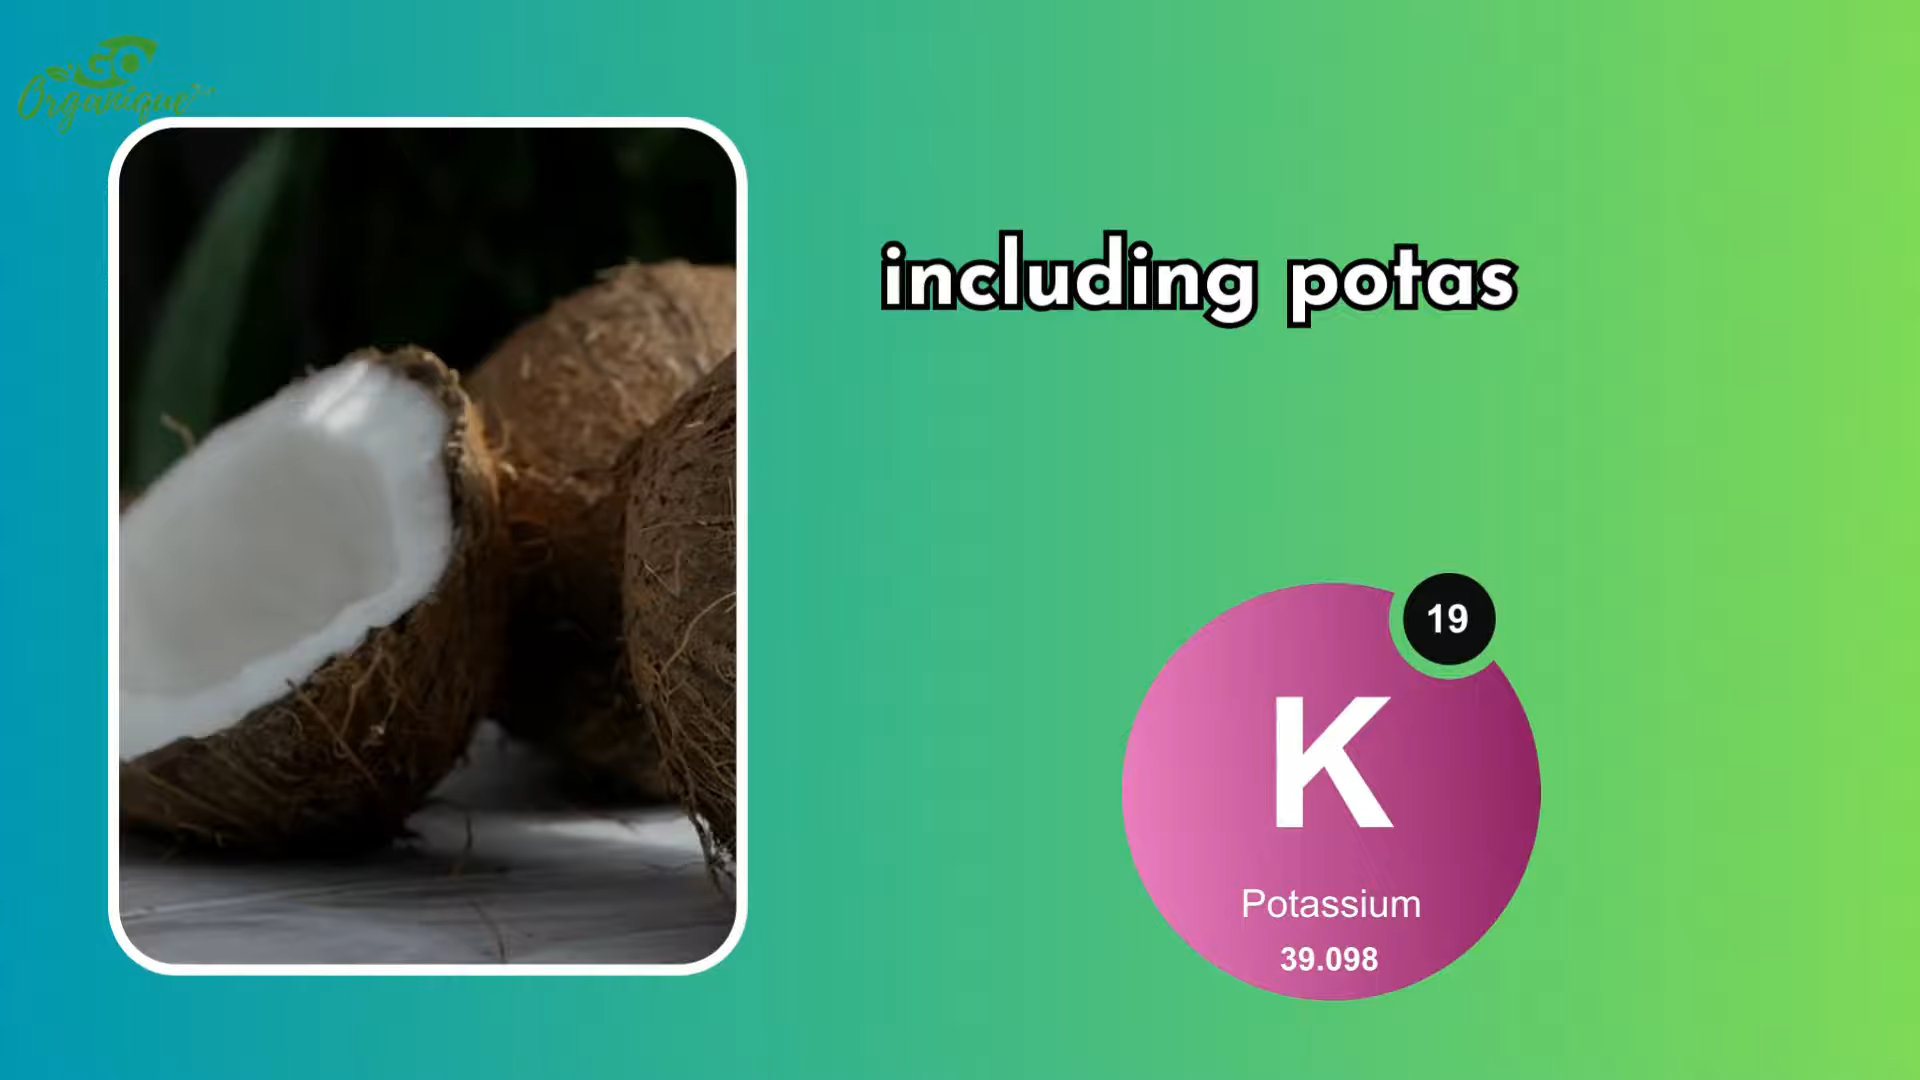 GO
Organique
including potas
19
K
Potassium
39.098